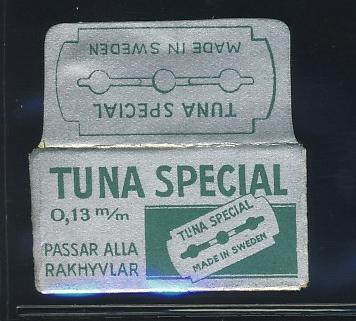 MADE IN SWEDEN
TUNA SPECIAL
TUNA SPECIAL
0,13 m/m
PASSAR ALLA
RAKHYVLAR
TUNA SPECIAL
MADE IN SWEDEN